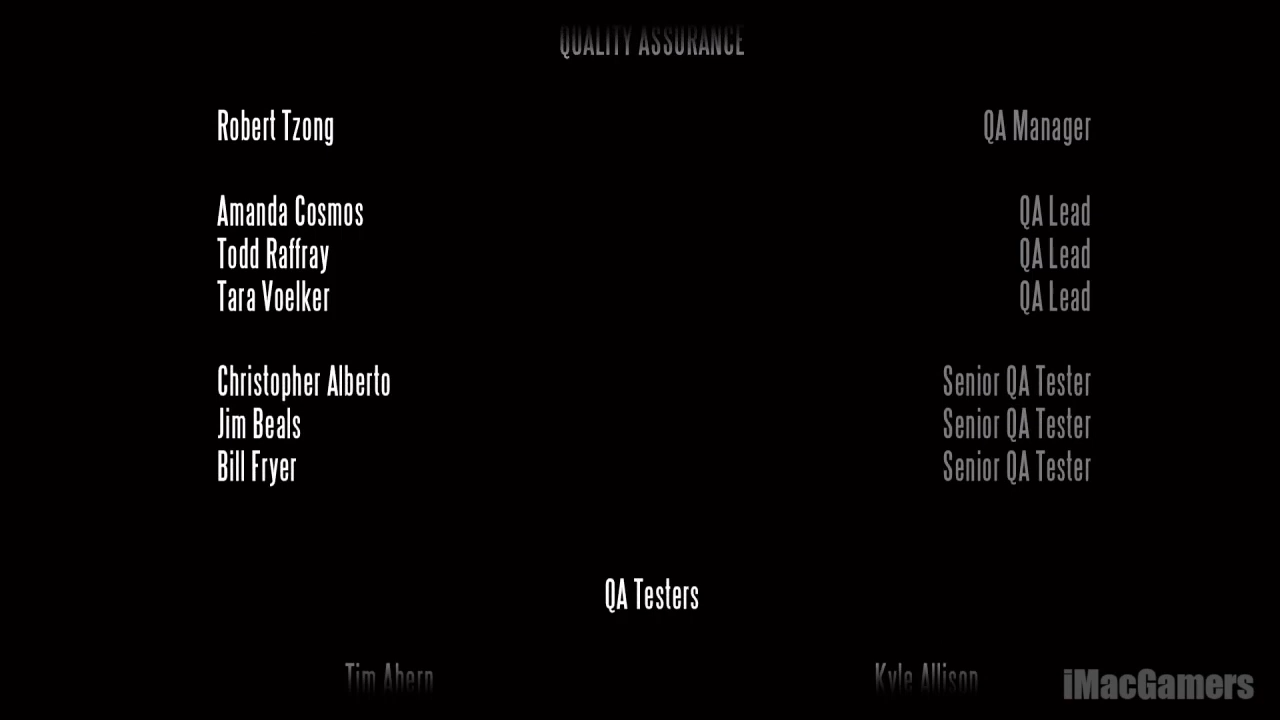 QUALITY ASSURANCE
Robert Tzong QA Manager
Amanda Cosmos QA Lead
Todd Raffray QA Lead
Tara Voelker QA Lead
Christopher Alberto Senior QA Tester
Jim Beals Senior QA Tester
Bill Fryer Senior QA Tester
QA Testers
Tim Ahern Kyle Allison
iMacGamers